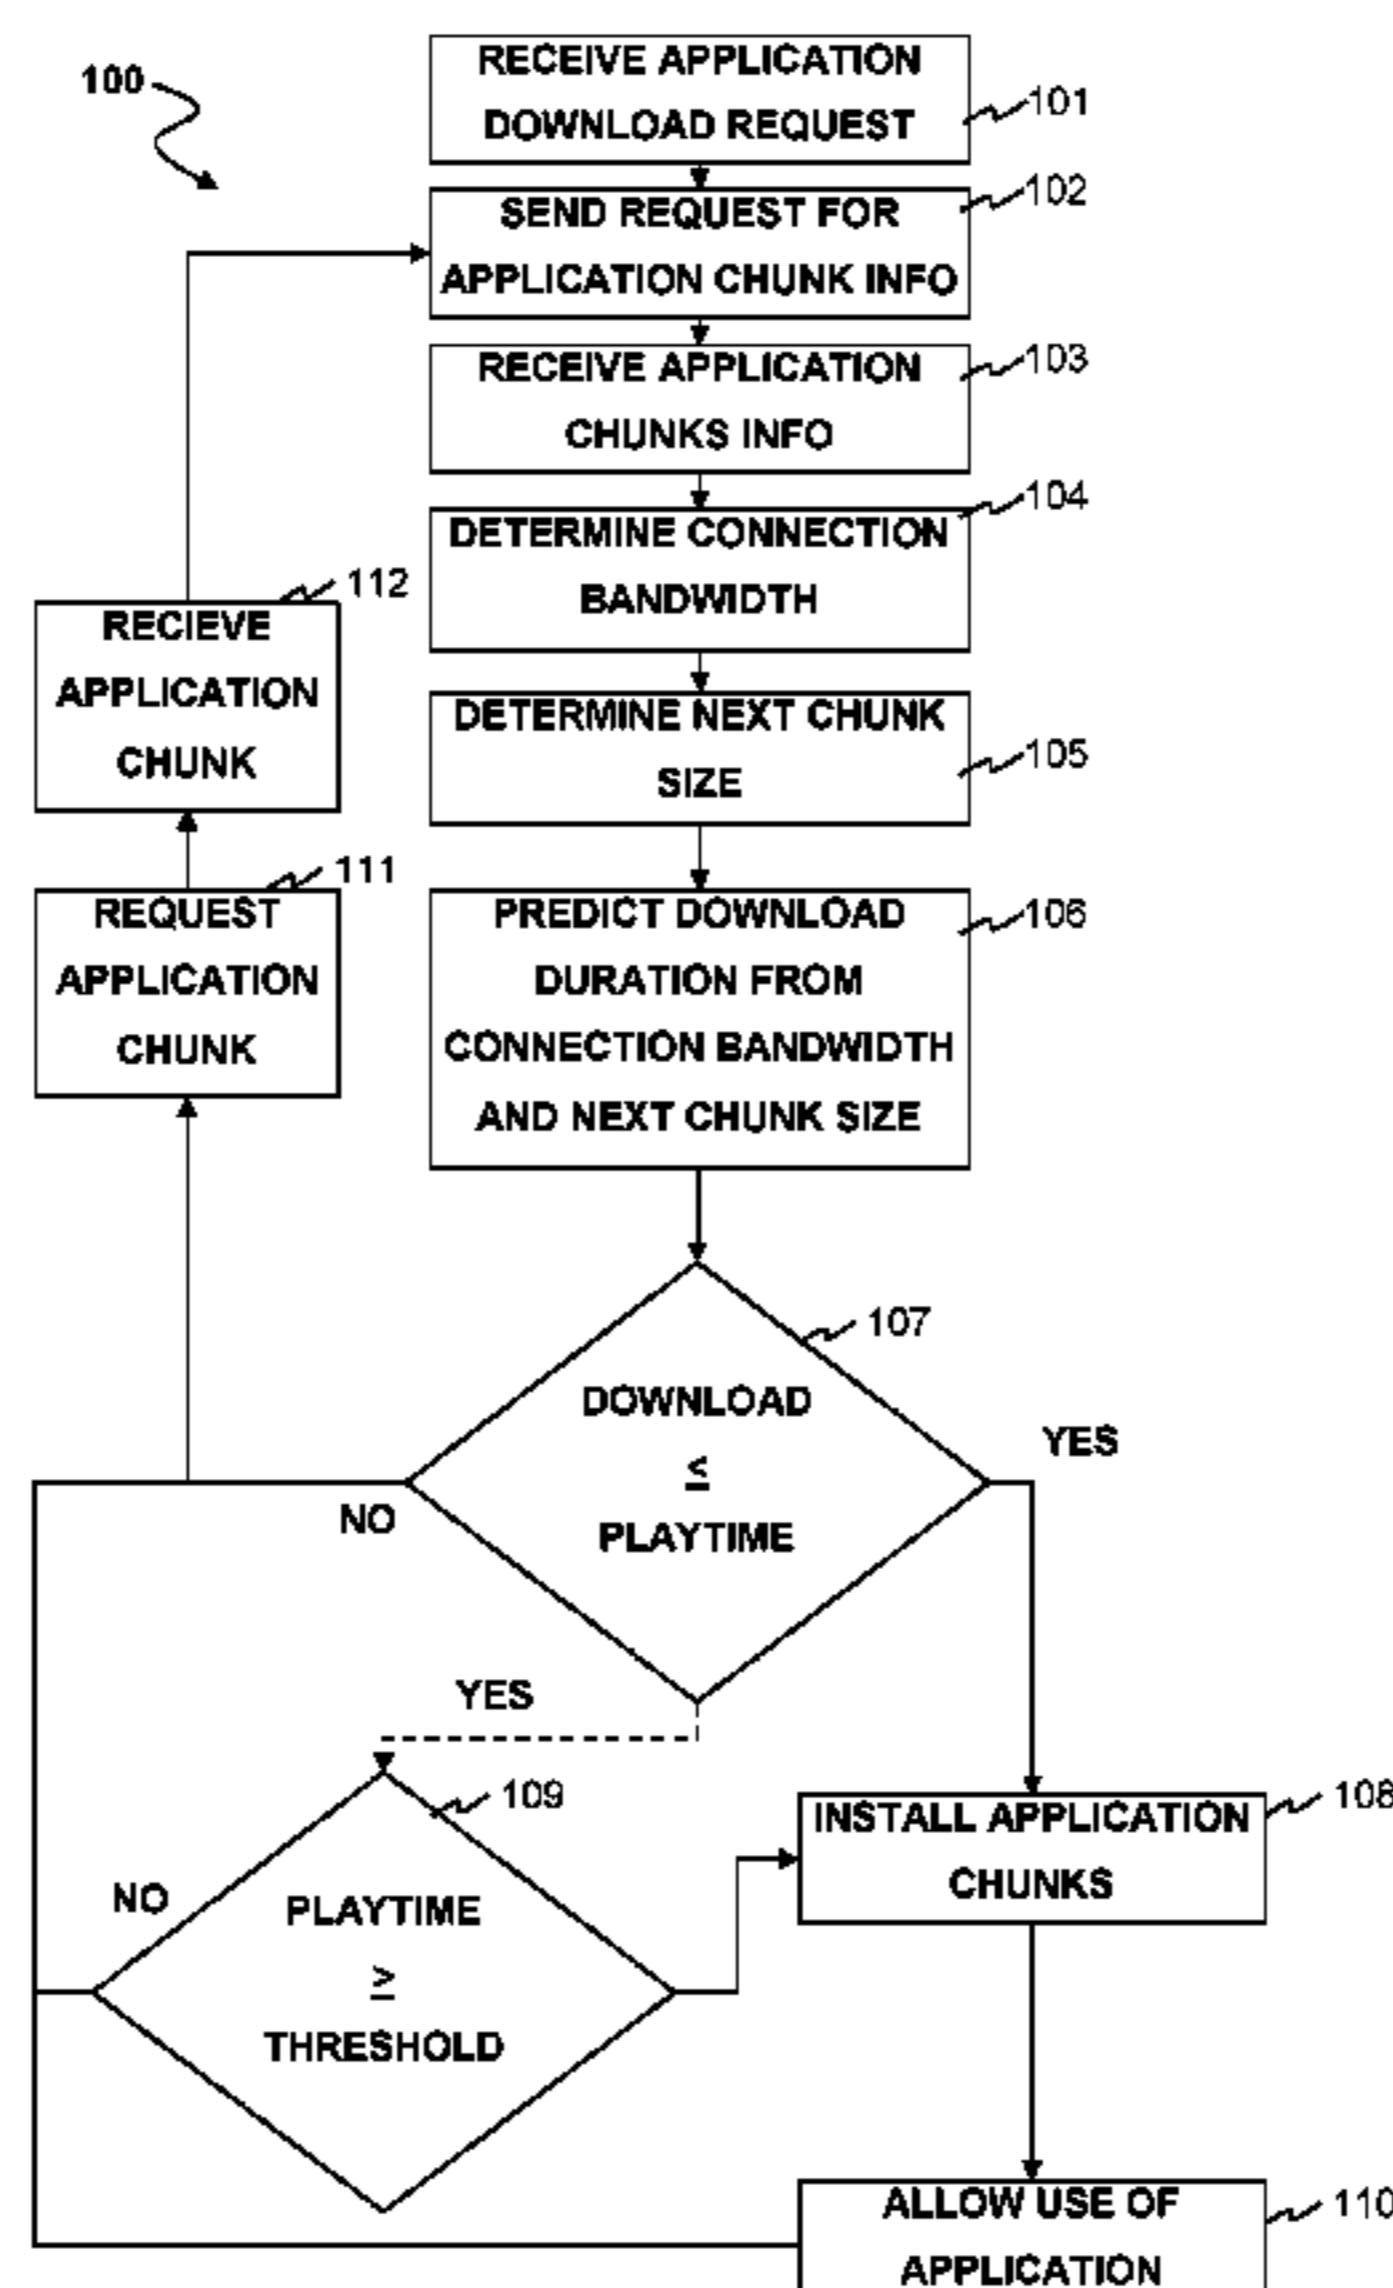 100
RECEIVE APPLICATION
DOWNLOAD REQUEST
101
SEND REQUEST FOR
APPLICATION CHUNK INFO
102
RECEIVE APPLICATION
CHUNKS INFO
103
DETERMINE CONNECTION
BANDWIDTH
104
DETERMINE NEXT CHUNK
SIZE
105
PREDICT DOWNLOAD
DURATION FROM
CONNECTION BANDWIDTH
AND NEXT CHUNK SIZE
106
RECIEVE
APPLICATION
CHUNK
112
REQUEST
APPLICATION
CHUNK
111
DOWNLOAD
≤
PLAYTIME
107
YES
NO
YES
PLAYTIME
≥
THRESHOLD
109
NO
INSTALL APPLICATION
CHUNKS
108
ALLOW USE OF
APPLICATION
110